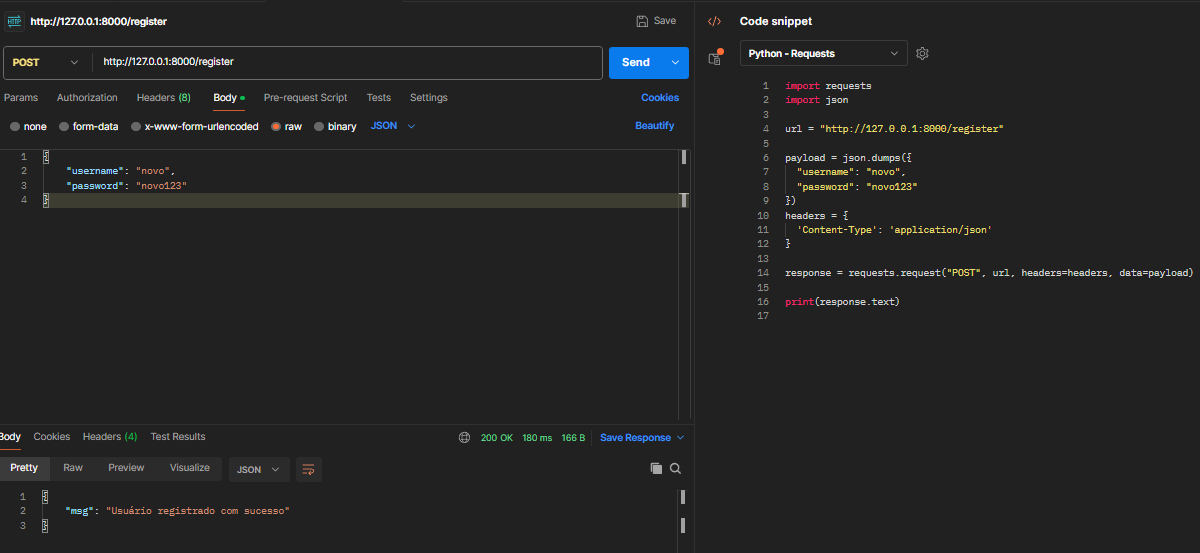 HTTP http://127.0.0.1:8000/register Save
POST http://127.0.0.1:8000/register Send
Params Authorization Headers (8) Body Pre-request Script Tests Settings Cookies
none form-data x-www-form-urlencoded raw binary JSON Beautify
1 {
2 "username": "novo",
3 "password": "novo123"
4 }
Body Cookies Headers (4) Test Results 200 OK 180 ms 166 B Save Response
Pretty Raw Preview Visualize JSON
1 {
2 "msg": "Usuário registrado com sucesso"
3 }
</> Code snippet
Python - Requests
1 import requests
2 import json
3
4 url = "http://127.0.0.1:8000/register"
5
6 payload = json.dumps({
7 "username": "novo",
8 "password": "novo123"
9 })
10 headers = {
11 'Content-Type': 'application/json'
12 }
13
14 response = requests.request("POST", url, headers=headers, data=payload)
15
16 print(response.text)
17